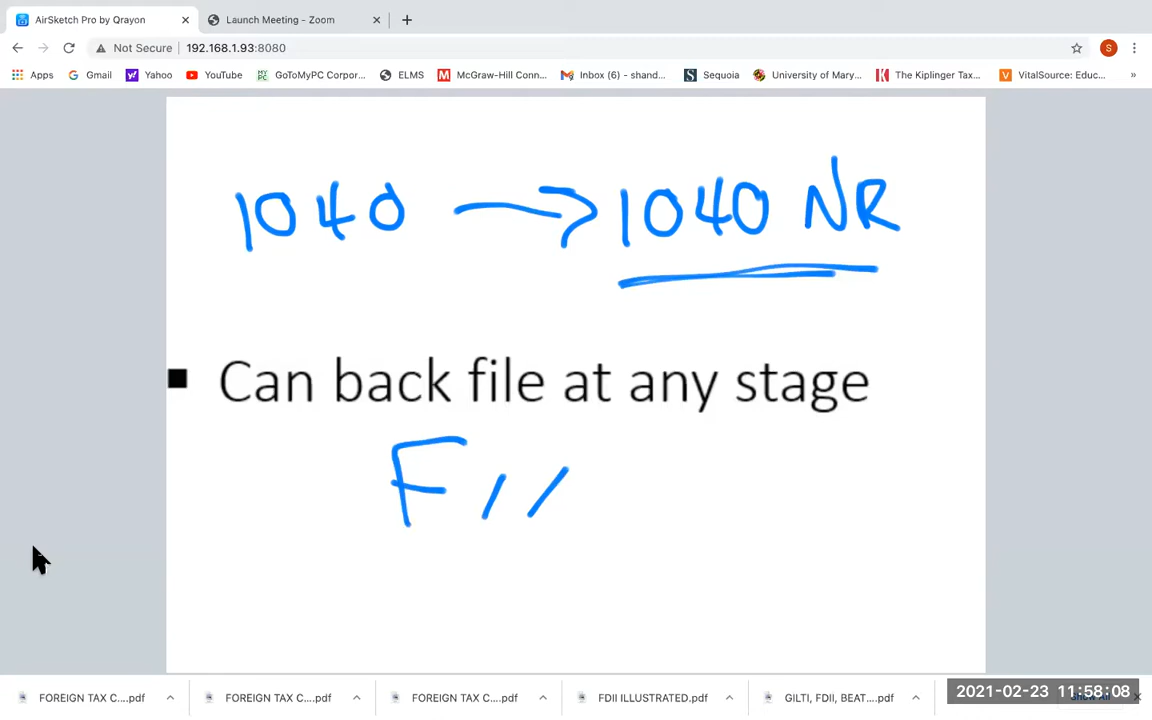 AirSketch Pro by Qrayon
Launch Meeting - Zoom
Not Secure | 192.168.1.93:8080
S
Apps Gmail Yahoo YouTube GoToMyPC Corpor... ELMS McGraw-Hill Conn... Inbox (6) - shand... Sequoia University of Mary... The Kiplinger Tax... VitalSource: Educ... »
1040 → 1040 NR
■ Can back file at any stage
F
FOREIGN TAX C....pdf FOREIGN TAX C....pdf FOREIGN TAX C....pdf FDII ILLUSTRATED.pdf GILTI, FDII, BEAT....pdf Show All
2021-02-23 11:58:08